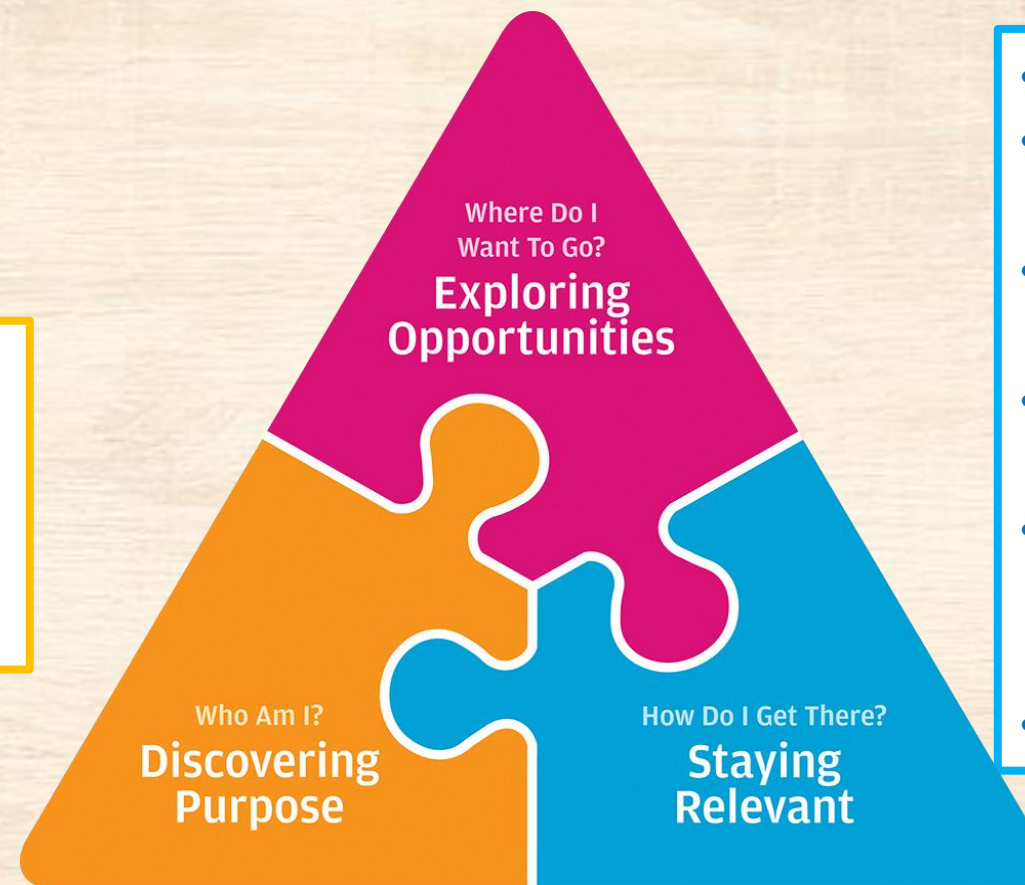 Where Do I
Want To Go?
Exploring
Opportunities
Who Am I?
Discovering
Purpose
How Do I Get There?
Staying
Relevant